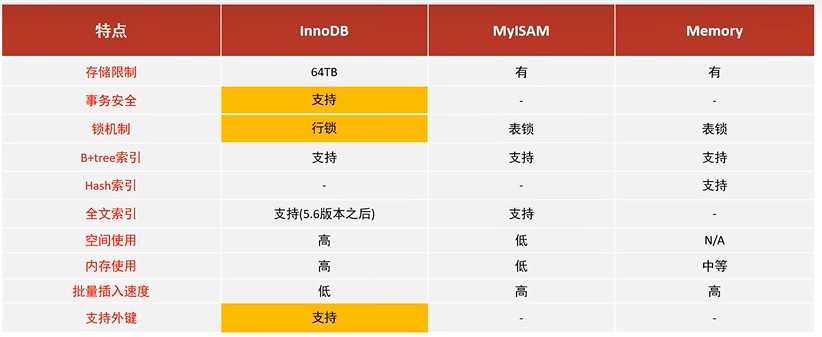 特点 InnoDB MyISAM Memory
存储限制 64TB 有 有
事务安全 支持 - -
锁机制 行锁 表锁 表锁
B+tree索引 支持 支持 支持
Hash索引 - - 支持
全文索引 支持(5.6版本之后) 支持 -
空间使用 高 低 N/A
内存使用 高 低 中等
批量插入速度 低 高 高
支持外键 支持 - -